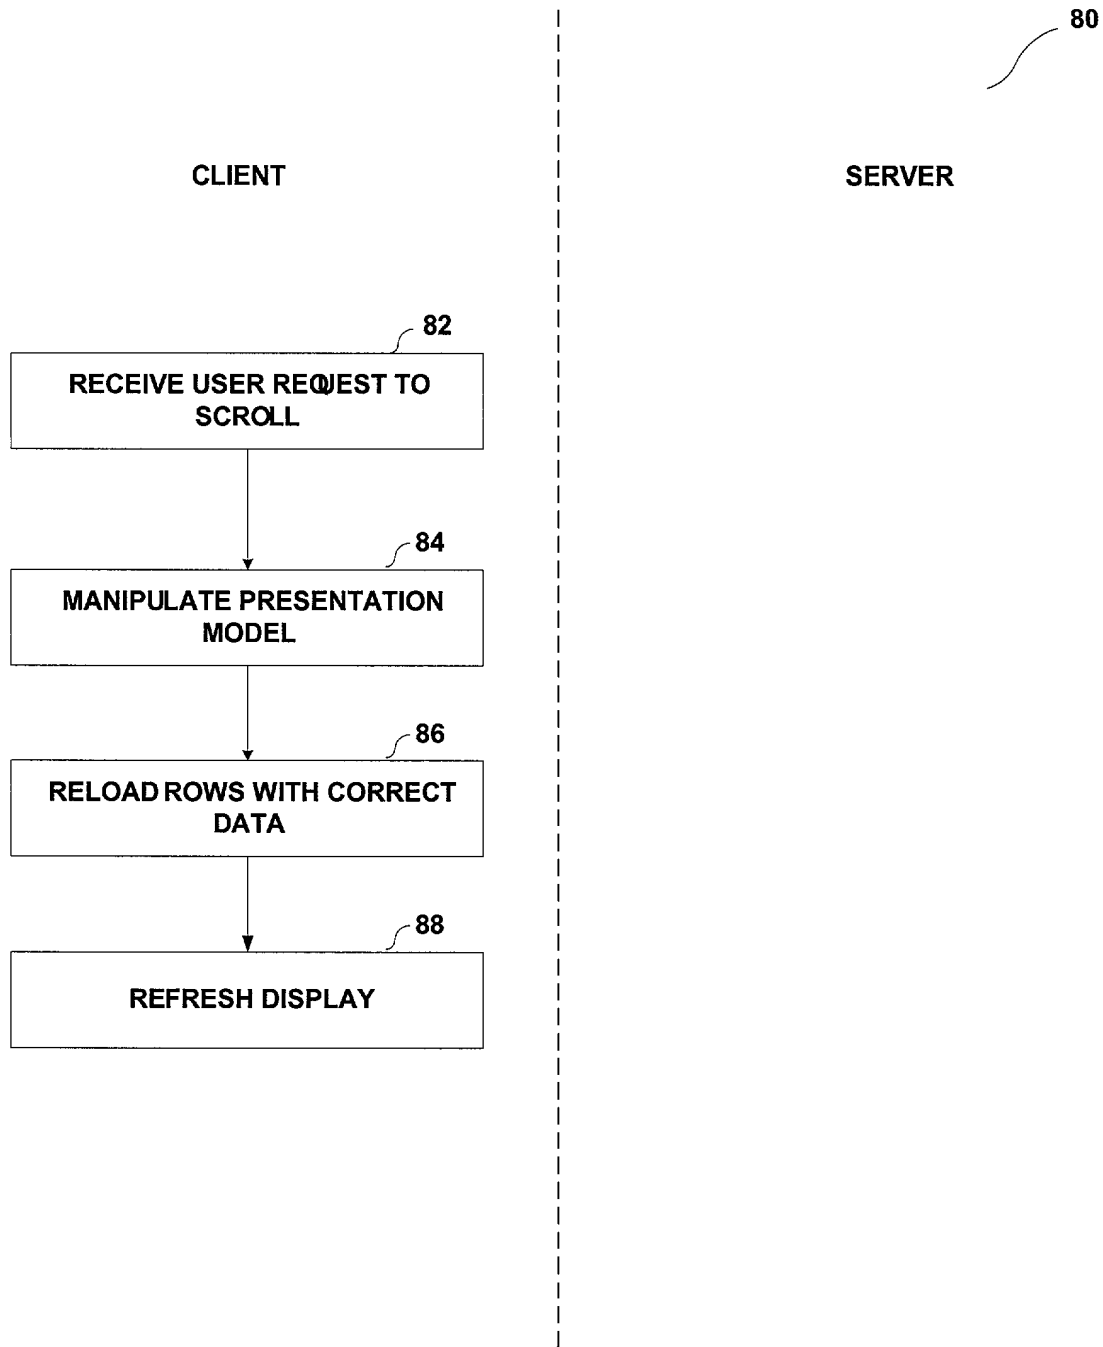 80
CLIENT
SERVER
82
RECEIVE USER REQUEST TO
SCROLL
84
MANIPULATE PRESENTATION
MODEL
86
RELOAD ROWS WITH CORRECT
DATA
88
REFRESH DISPLAY